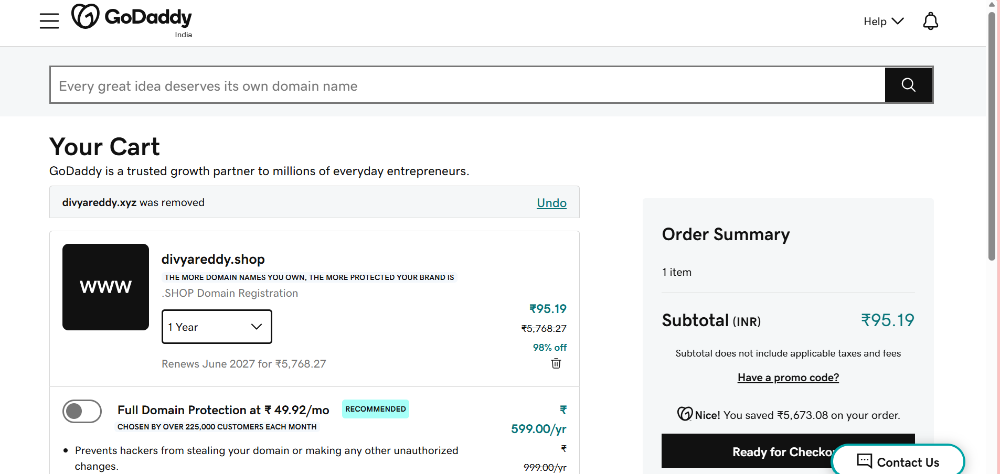 GoDaddy
India
Help
Every great idea deserves its own domain name
Your Cart
GoDaddy is a trusted growth partner to millions of everyday entrepreneurs.
divyareddy.xyz was removed
Undo
www
divyareddy.shop
THE MORE DOMAIN NAMES YOU OWN, THE MORE PROTECTED YOUR BRAND IS
.SHOP Domain Registration
1 Year
₹95.19
₹5,768.27
98% off
Renews June 2027 for ₹5,768.27
Full Domain Protection at ₹ 49.92/mo
RECOMMENDED
CHOSEN BY OVER 225,000 CUSTOMERS EACH MONTH
₹
599.00/yr
₹
999.00/yr
• Prevents hackers from stealing your domain or making any other unauthorized
changes.
Order Summary
1 item
Subtotal (INR)
₹95.19
Subtotal does not include applicable taxes and fees
Have a promo code?
Nice! You saved ₹5,673.08 on your order.
Ready for
Contact Us